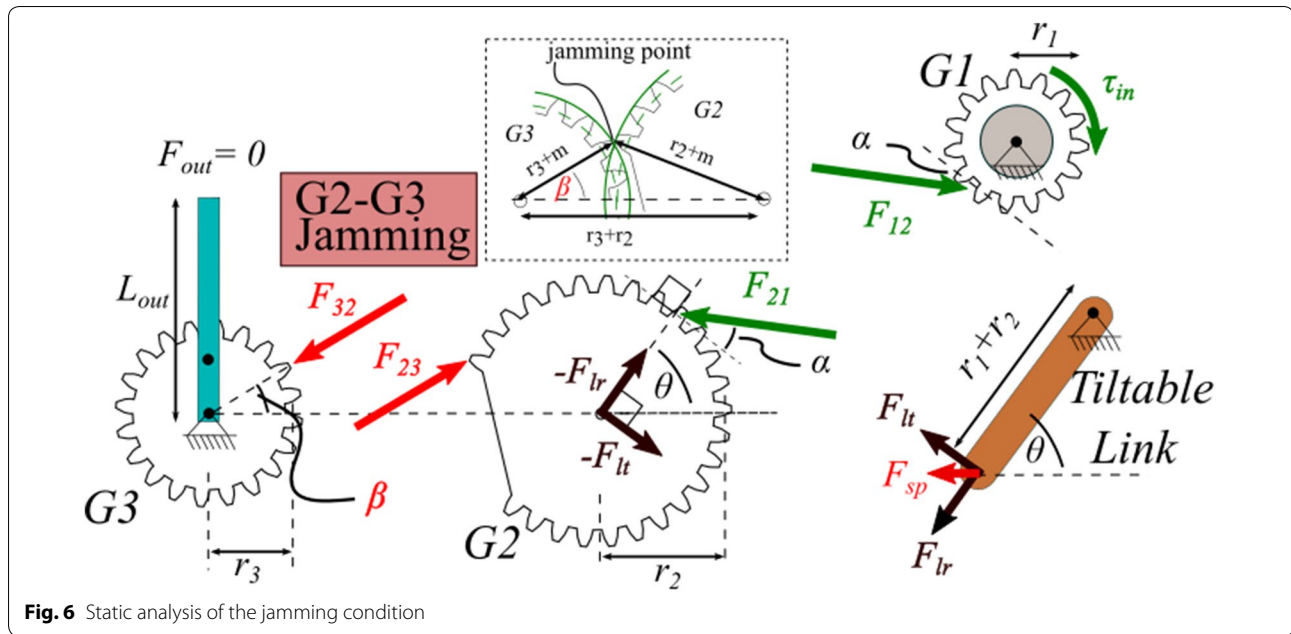 jamming point
G3
G2
r3+m
r2+m
β
r3+r2
G1
r1
τin
α
F12
Fout = 0
G2-G3
Jamming
Lout
F32
F23
F21
α
-Flr
θ
-Flt
β
G3
r3
G2
r2
r1+r2
Tiltable
Link
θ
Flt
Fsp
Flr
Fig. 6 Static analysis of the jamming condition